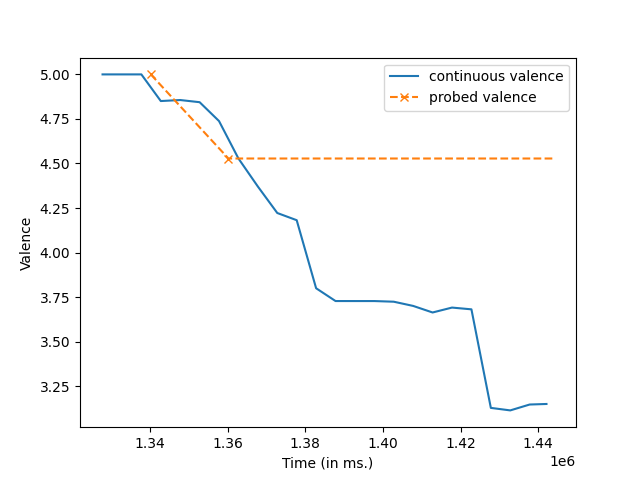 continuous valence
probed valence
Valence
5.00
4.75
4.50
4.25
4.00
3.75
3.50
3.25
1.34 1.36 1.38 1.40 1.42 1.44
1e6
Time (in ms.)